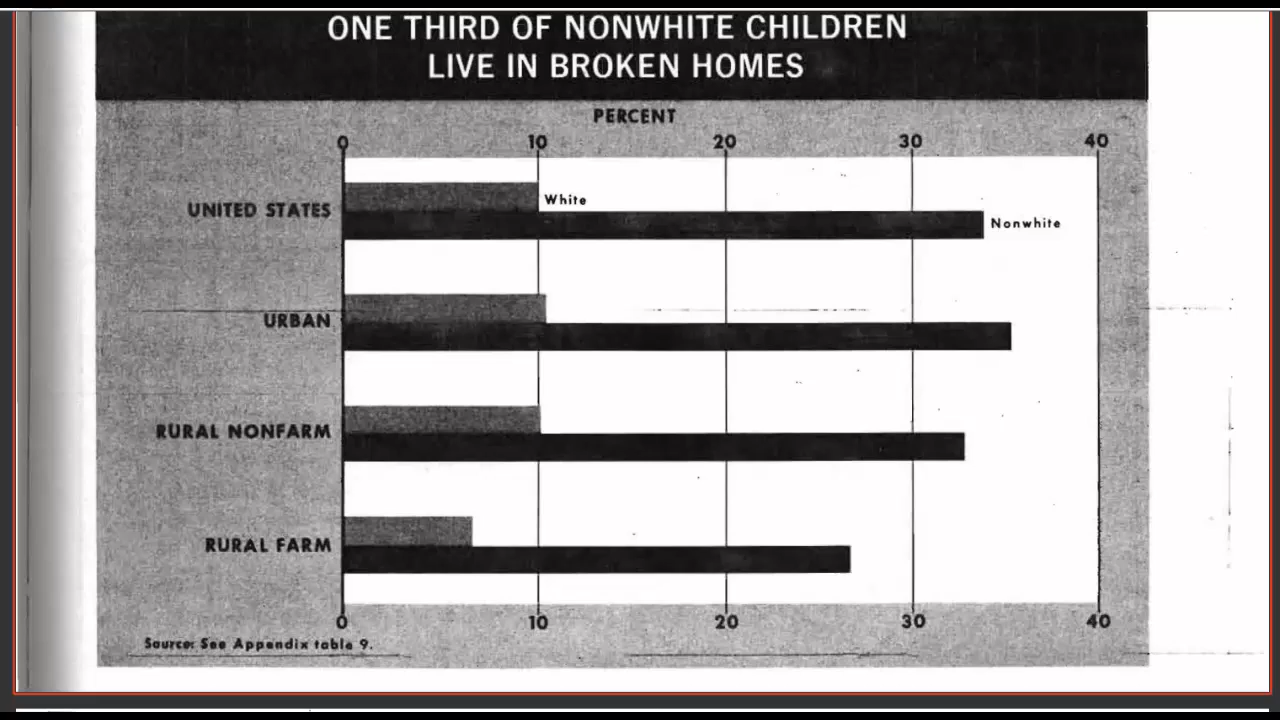 ONE THIRD OF NONWHITE CHILDREN
LIVE IN BROKEN HOMES
PERCENT
0 10 20 30 40
UNITED STATES
White
Nonwhite
URBAN
RURAL NONFARM
RURAL FARM
0 10 20 30 40
Source: See Appendix table 9.